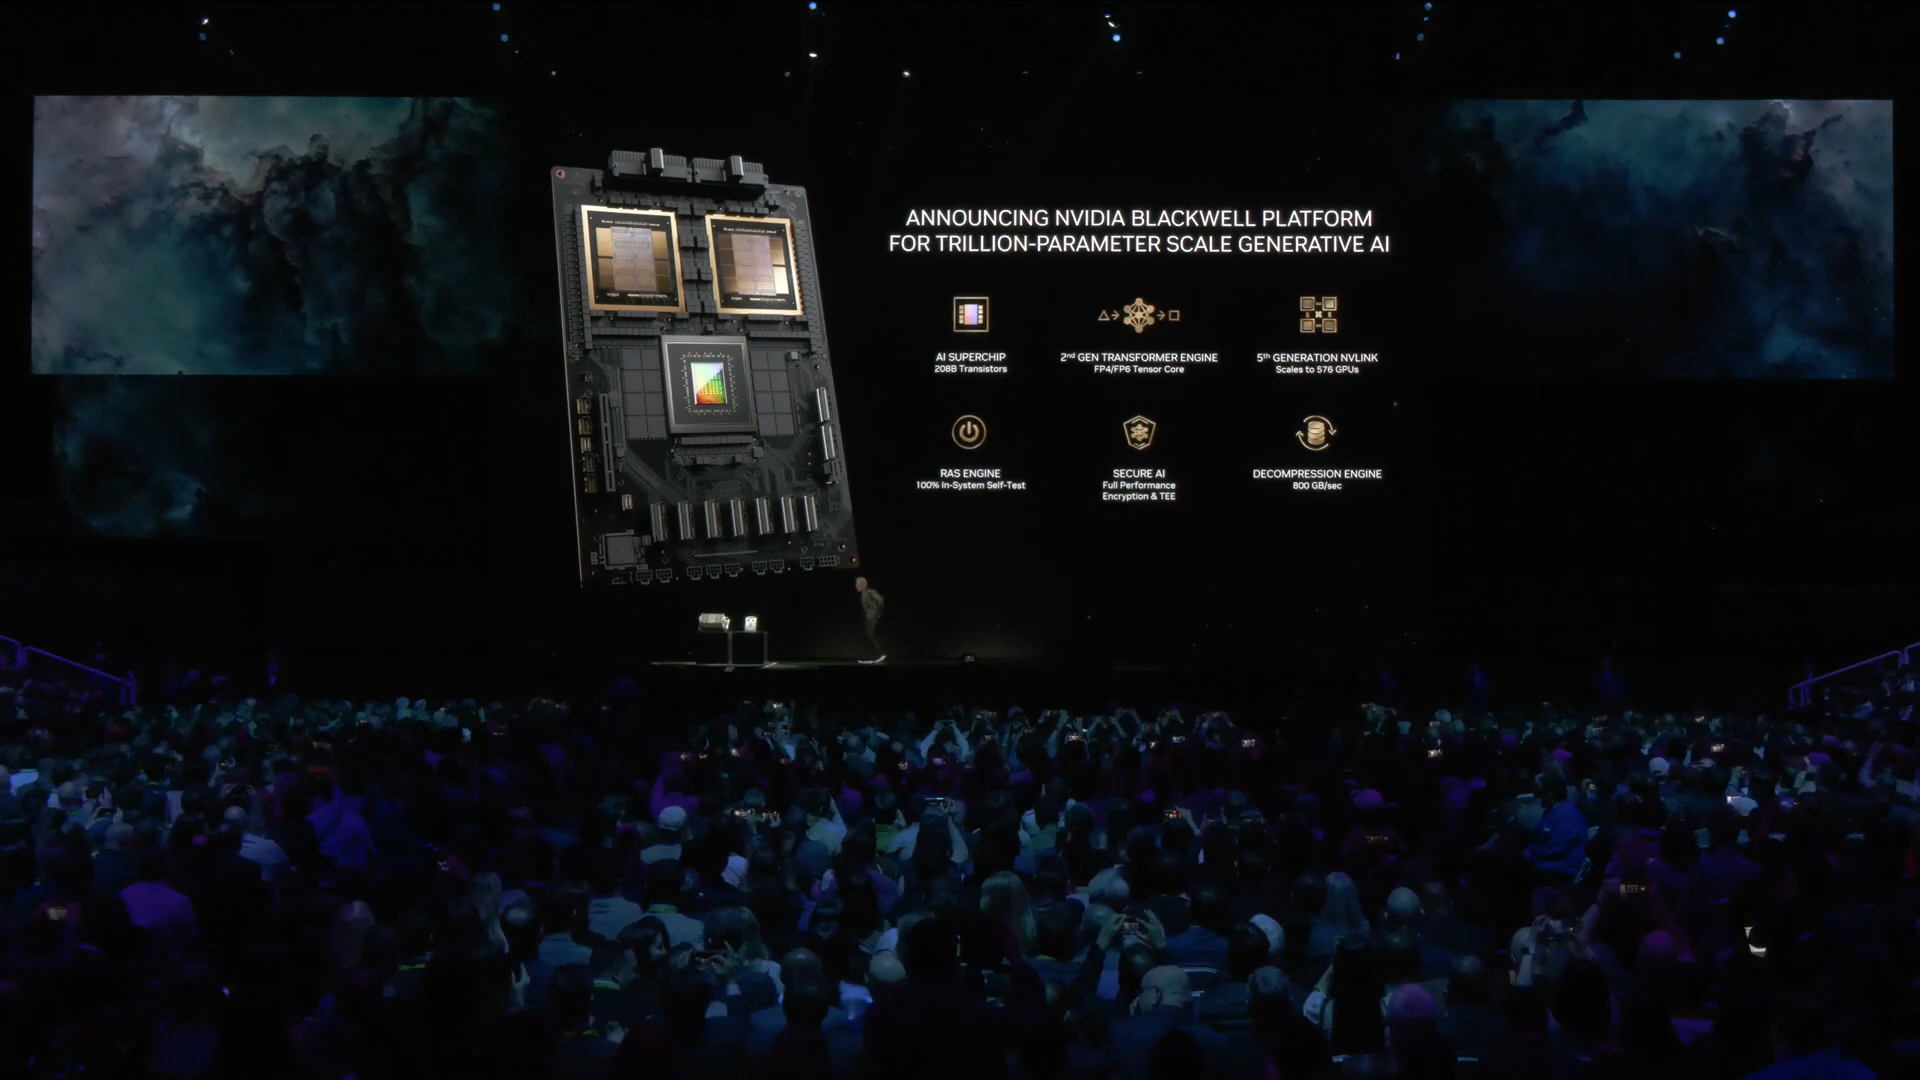 ANNOUNCING NVIDIA BLACKWELL PLATFORM
FOR TRILLION-PARAMETER SCALE GENERATIVE AI
AI SUPERCHIP
208B Transistors
2nd GEN TRANSFORMER ENGINE
FP4/FP6 Tensor Core
5th GENERATION NVLINK
Scales to 576 GPUs
RAS ENGINE
100% In-System Self-Test
SECURE AI
Full Performance
Encryption & TEE
DECOMPRESSION ENGINE
800 GB/sec